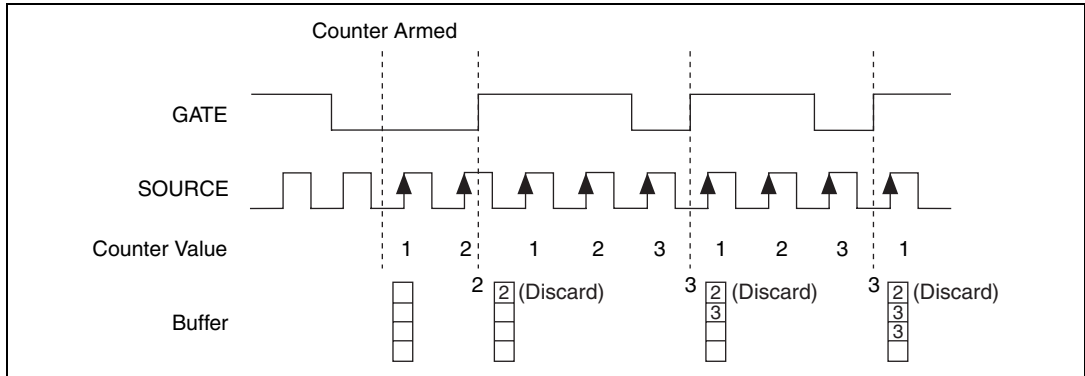 Counter Armed
GATE
SOURCE
Counter Value 1 2 1 2 3 1 2 3 1
2 3 3
Buffer
2 (Discard) 2 (Discard) 2 (Discard)
3 3
3